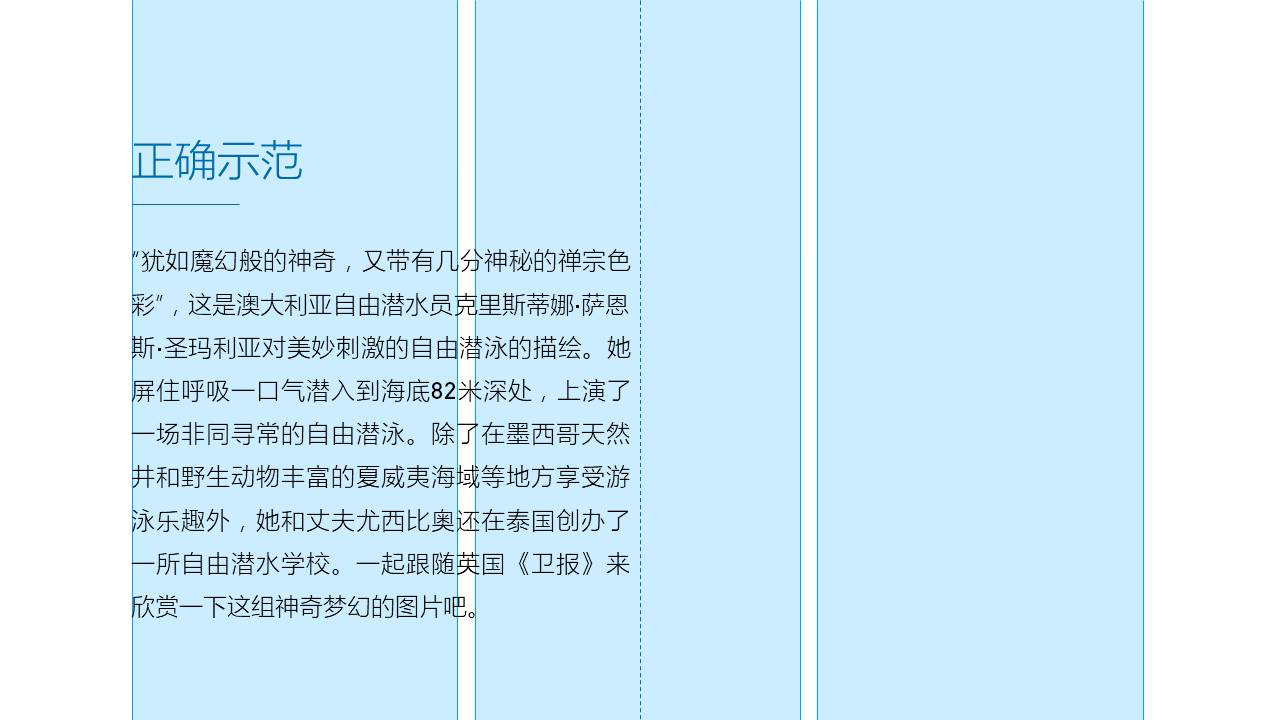 正确示范
“犹如魔幻般的神奇，又带有几分神秘的禅宗色
彩”，这是澳大利亚自由潜水员克里斯蒂娜·萨恩
斯·圣玛利亚对美妙刺激的自由潜泳的描绘。她
屏住呼吸一口气潜入到海底82米深处，上演了
一场非同寻常的自由潜泳。除了在墨西哥天然
井和野生动物丰富的夏威夷海域等地方享受游
泳乐趣外，她和丈夫尤西比奥还在泰国创办了
一所自由潜水学校。一起跟随英国《卫报》来
欣赏一下这组神奇梦幻的图片吧。